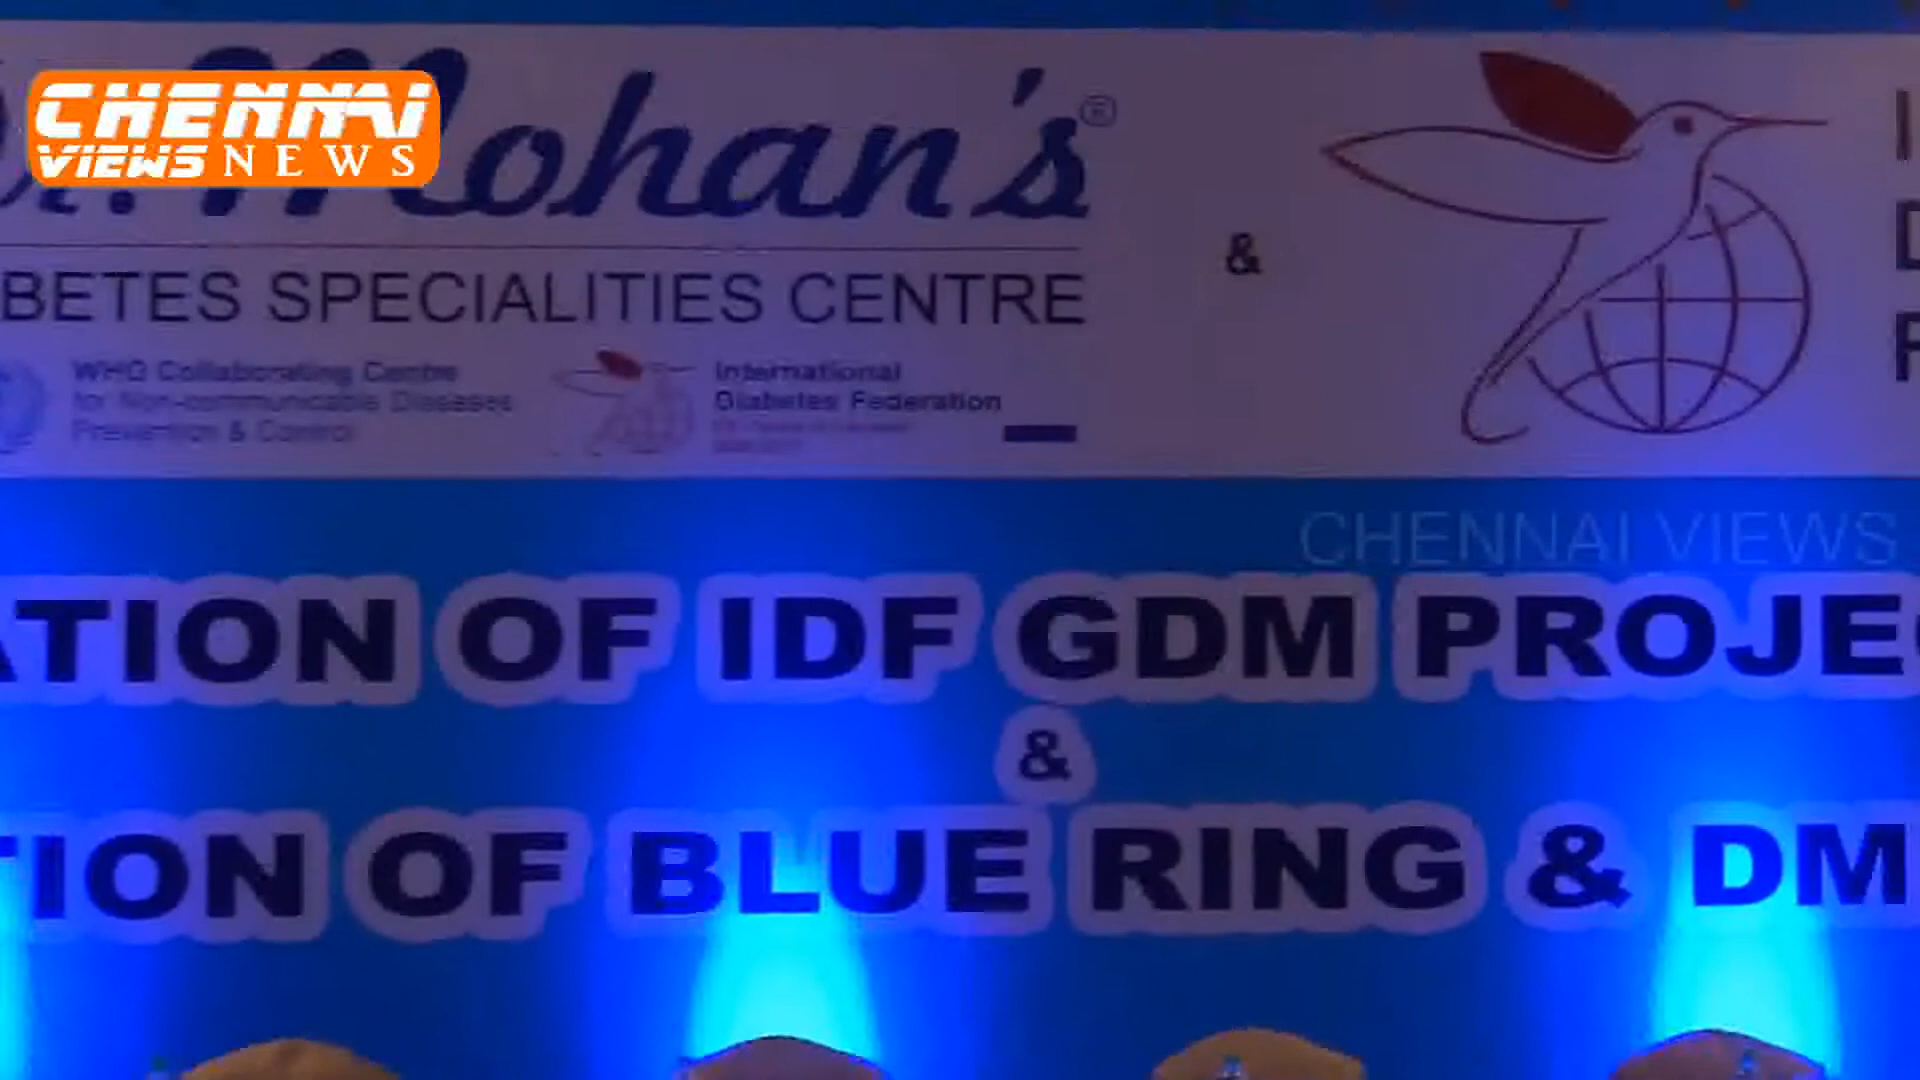 CHENNAI
VIEWS NEWS
Mohan's®
BETES SPECIALITIES CENTRE
&
WHO Collaborating Centre
for Non-communicable Diseases
Prevention & Control
International
Diabetes Federation
I
D
F
CHENNAI VIEWS
ATION OF IDF GDM PROJEC
&
TION OF BLUE RING & DM